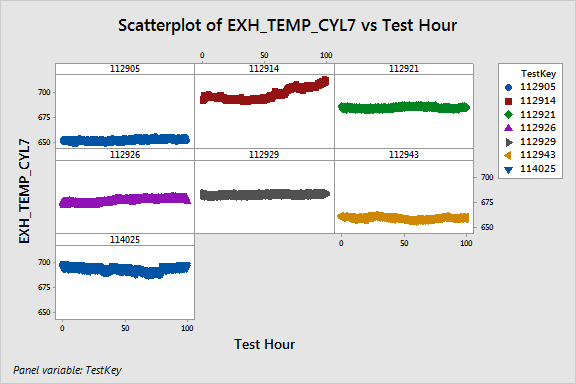 Scatterplot of EXH_TEMP_CYL7 vs Test Hour
0 50 100
112905 112914 112921
700
675
650
112926 112929 112943
700
675
650
0 50 100
114025
700
675
650
0 50 100
EXH_TEMP_CYL7
Test Hour
TestKey
112905
112914
112921
112926
112929
112943
114025
Panel variable: TestKey